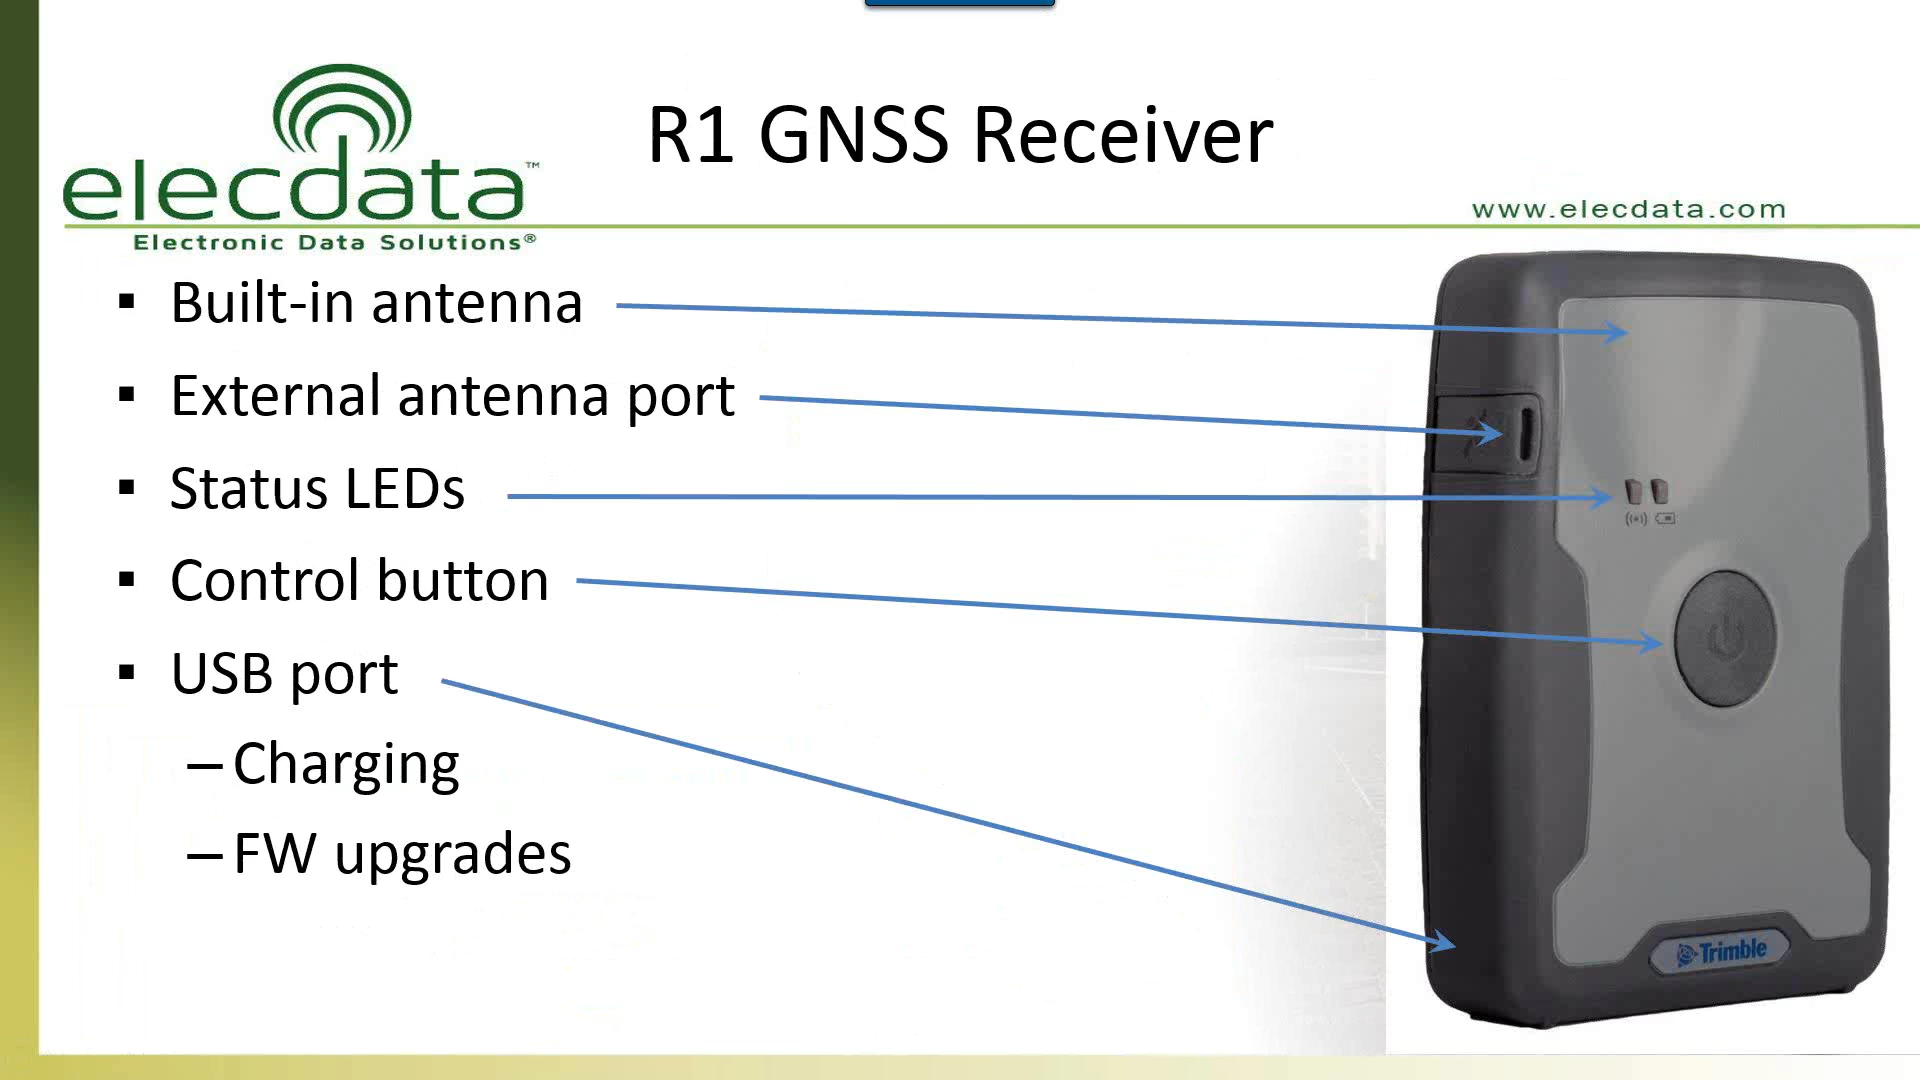 elecdata™
Electronic Data Solutions®
R1 GNSS Receiver
www.elecdata.com
▪ Built-in antenna
▪ External antenna port
▪ Status LEDs
▪ Control button
▪ USB port
– Charging
– FW upgrades
Trimble